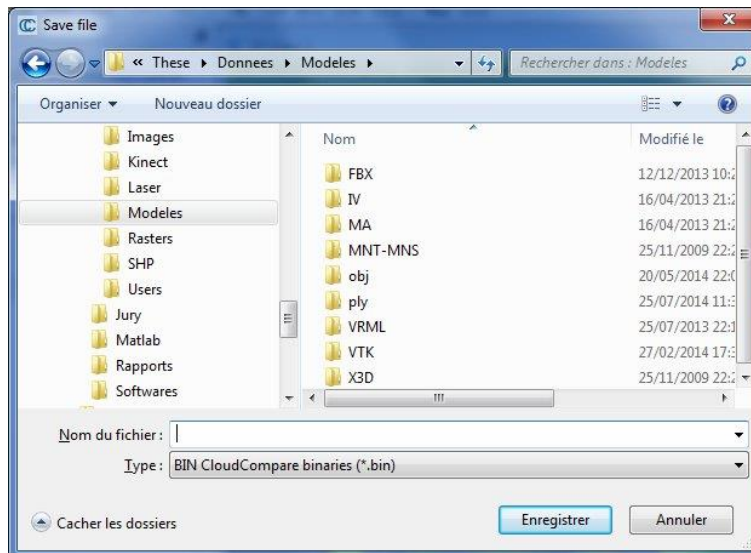 Save file
« These ▸ Donnees ▸ Modeles ▸
Rechercher dans : Modeles
Organiser ▾ Nouveau dossier
Images
Kinect
Laser
Modeles
Rasters
SHP
Users
Jury
Matlab
Rapports
Softwares
Nom Modifié le
FBX 12/12/2013 10:2
IV 16/04/2013 21:2
MA 16/04/2013 21:2
MNT-MNS 25/11/2009 22:2
obj 20/05/2014 22:0
ply 25/07/2014 11:3
VRML 25/07/2013 22:1
VTK 27/02/2014 17:3
X3D 25/11/2009 22:2
Nom du fichier :
Type : BIN CloudCompare binaries (*.bin)
Cacher les dossiers Enregistrer Annuler